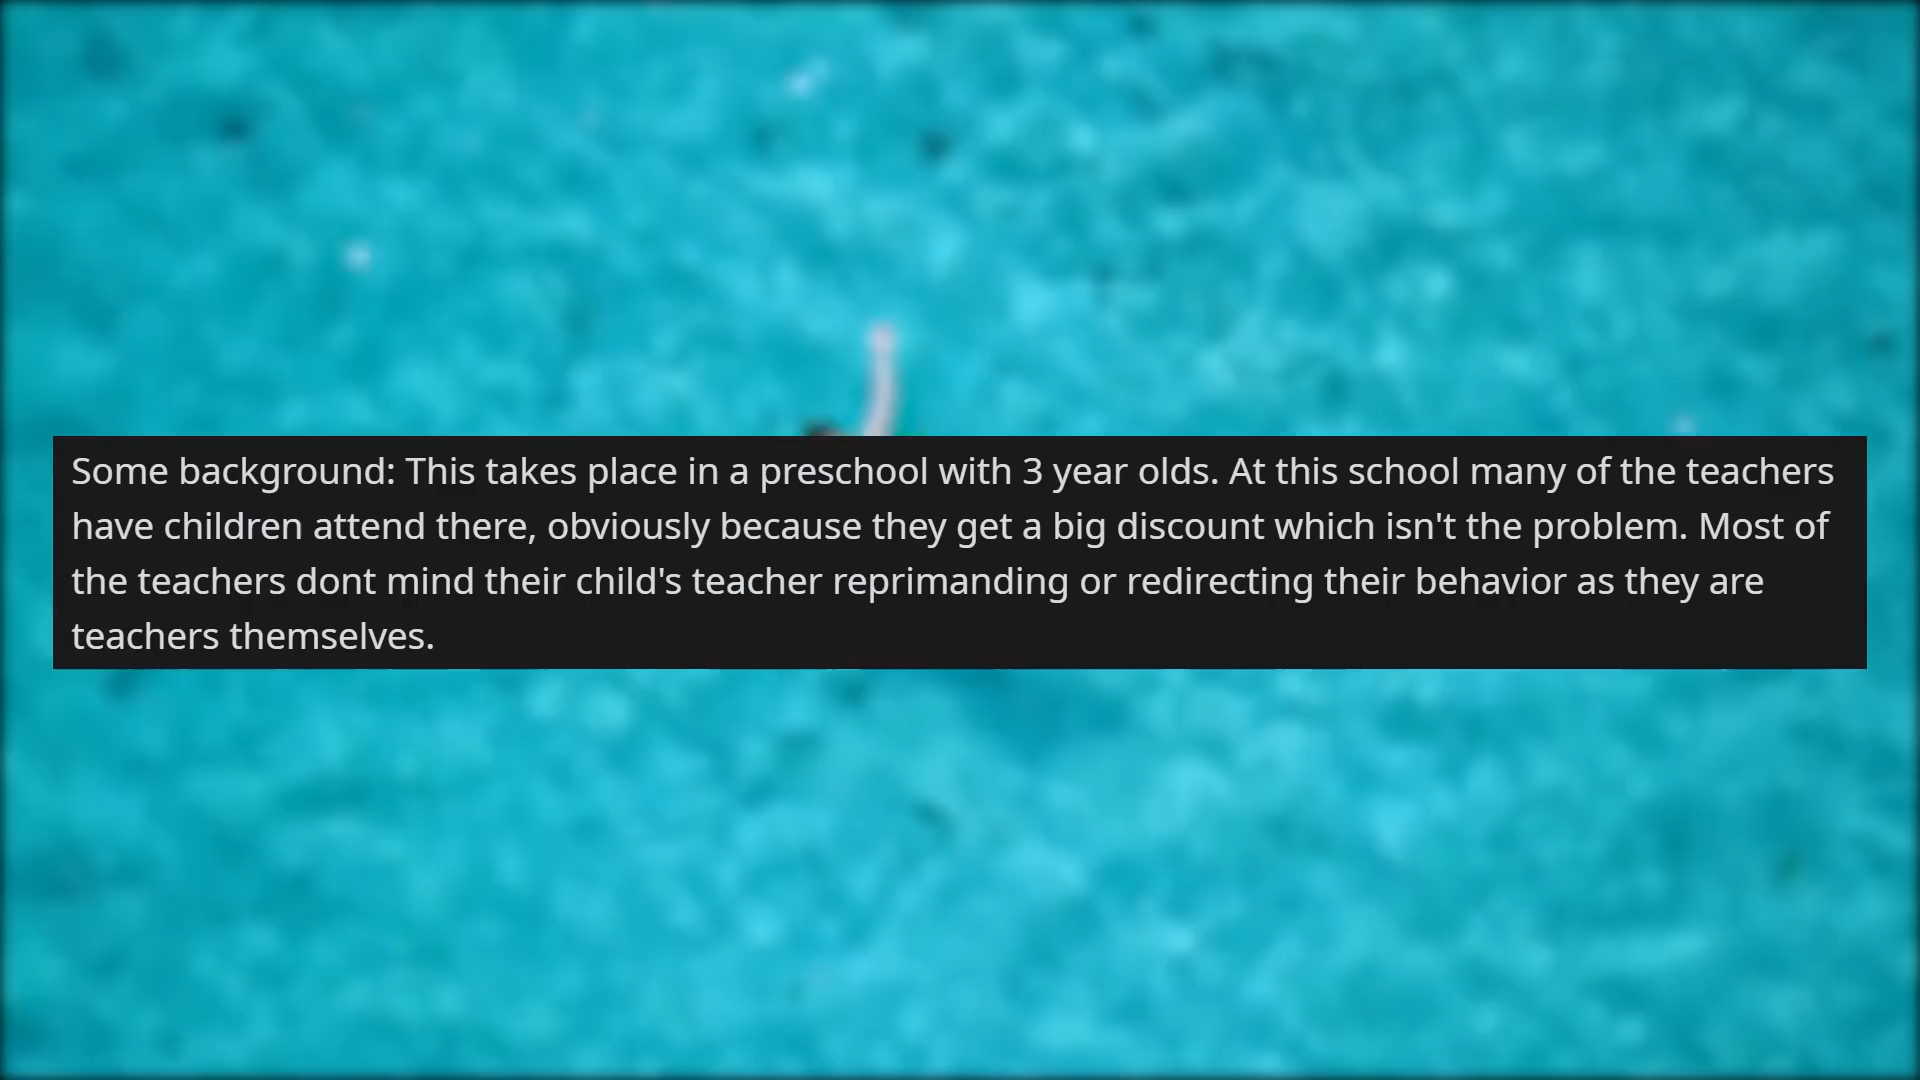 Some background: This takes place in a preschool with 3 year olds. At this school many of the teachers
have children attend there, obviously because they get a big discount which isn't the problem. Most of
the teachers dont mind their child's teacher reprimanding or redirecting their behavior as they are
teachers themselves.